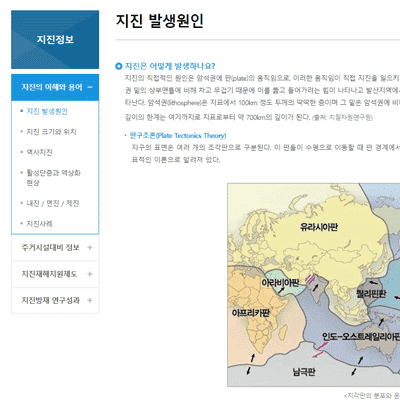 지진정보
지진의 이해와 용어
지진 발생원인
지진 크기와 위치
역사지진
활성단층과 역상화
현상
내진 / 면진 / 제진
지진사례
주거시설대비 정보
지진재해지원제도
지진방재 연구성과
지진 발생원인
지진은 어떻게 발생하나요?
지진의 직접적인 원인은 암석권에 판(plate)의 움직임으로, 이러한 움직임이 직접 지진을 일으키
권 밑의 상부맨틀에 비해 차고 무겁기 때문에 이를 뚫고 들어가려는 힘이 나타나고 발산지역에서
타난다. 암석권(lithosphere)은 지표에서 100km 정도 두께의 딱딱한 층이며 그 밑은 암석권에 비
깊이의 한계는 여기까지로 지표로부터 약 700km의 깊이가 된다. (출처: 지질자원연구원)
판구조론(Plate Tectonics Theory)
지구의 표면은 여러 개의 조각판으로 구분된다. 이 판들이 수평으로 이동할 때 판 경계에서
표적인 이론으로 알려져 있다.
유라시아판
아라비아판
필리핀판
아프리카판
인도-오스트레일리아판
남극판
<지각판의 분포와 운